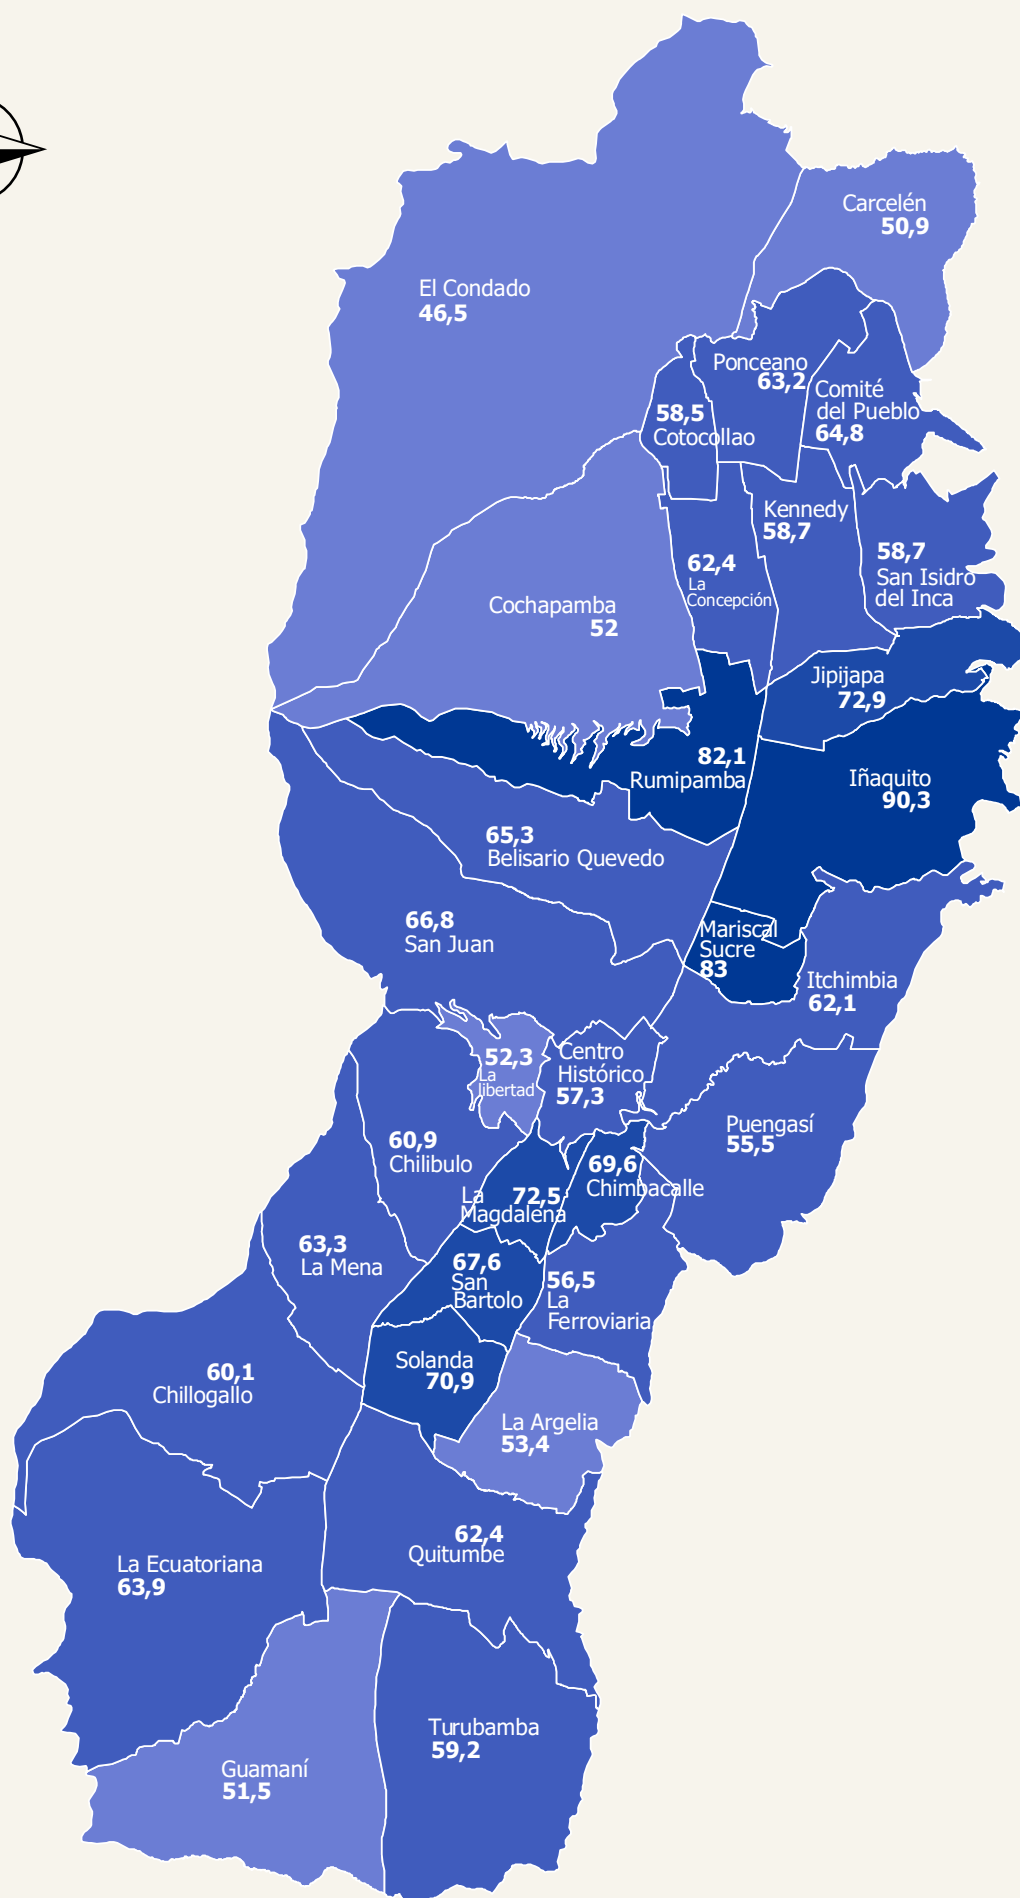 Carcelén
50,9
El Condado
46,5
Ponceano
63,2
Comité
del Pueblo
64,8
58,5
Cotocollao
Kennedy
58,7
58,7
San Isidro
del Inca
62,4
La
Concepción
Cochapamba
52
Jipijapa
72,9
82,1
Rumipamba
Iñaquito
90,3
65,3
Belisario Quevedo
66,8
San Juan
Mariscal
Sucre
83
Itchimbia
62,1
52,3
La
libertad
Centro
Histórico
57,3
Puengasí
55,5
60,9
Chilibulo
69,6
Chimbacalle
La 72,5
Magdalena
63,3
La Mena
67,6
San
Bartolo
56,5
La
Ferroviaria
Solanda
70,9
60,1
Chillogallo
La Argelia
53,4
62,4
Quitumbe
La Ecuatoriana
63,9
Turubamba
59,2
Guamaní
51,5